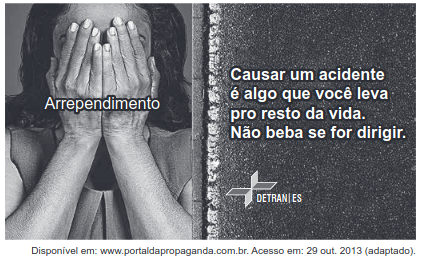 Arrependimento
Causar um acidente
é algo que você leva
pro resto da vida.
Não beba se for dirigir.
DETRAN|ES
Disponível em: www.portaldapropaganda.com.br. Acesso em: 29 out. 2013 (adaptado).